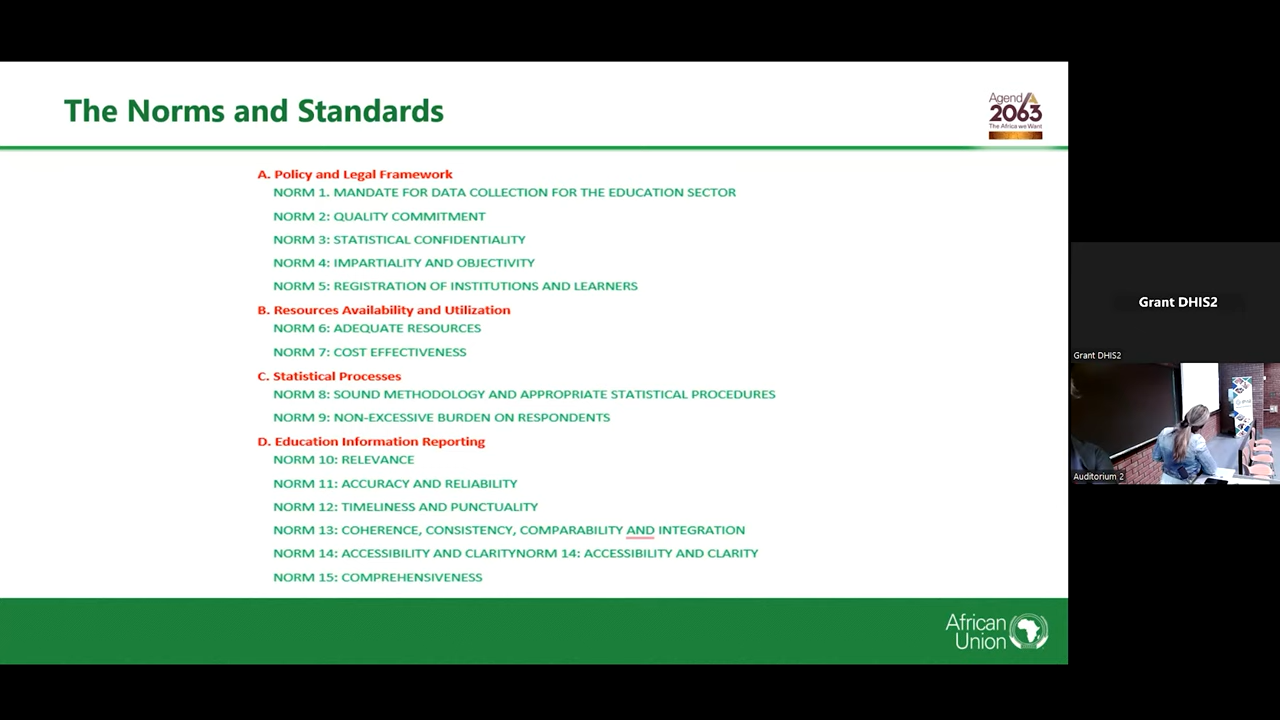 The Norms and Standards
Agenda
2063
The Africa we Want
A. Policy and Legal Framework
NORM 1. MANDATE FOR DATA COLLECTION FOR THE EDUCATION SECTOR
NORM 2: QUALITY COMMITMENT
NORM 3: STATISTICAL CONFIDENTIALITY
NORM 4: IMPARTIALITY AND OBJECTIVITY
NORM 5: REGISTRATION OF INSTITUTIONS AND LEARNERS
B. Resources Availability and Utilization
NORM 6: ADEQUATE RESOURCES
NORM 7: COST EFFECTIVENESS
C. Statistical Processes
NORM 8: SOUND METHODOLOGY AND APPROPRIATE STATISTICAL PROCEDURES
NORM 9: NON-EXCESSIVE BURDEN ON RESPONDENTS
D. Education Information Reporting
NORM 10: RELEVANCE
NORM 11: ACCURACY AND RELIABILITY
NORM 12: TIMELINESS AND PUNCTUALITY
NORM 13: COHERENCE, CONSISTENCY, COMPARABILITY AND INTEGRATION
NORM 14: ACCESSIBILITY AND CLARITYNORM 14: ACCESSIBILITY AND CLARITY
NORM 15: COMPREHENSIVENESS
African
Union
Grant DHIS2
Grant DHIS2
Auditorium 2